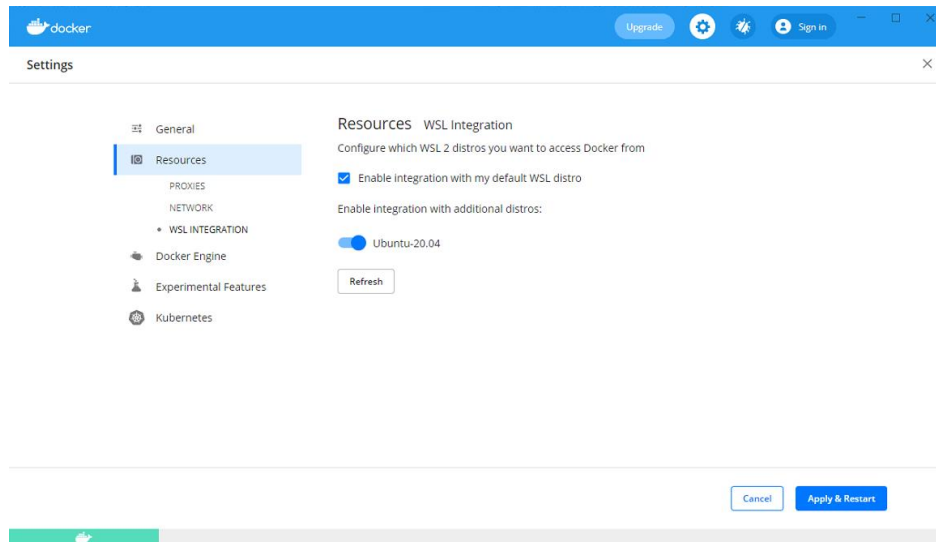 docker
Upgrade
Sign in
Settings
General
Resources
PROXIES
NETWORK
WSL INTEGRATION
Docker Engine
Experimental Features
Kubernetes
Resources WSL Integration
Configure which WSL 2 distros you want to access Docker from
Enable integration with my default WSL distro
Enable integration with additional distros:
Ubuntu-20.04
Refresh
Cancel
Apply & Restart